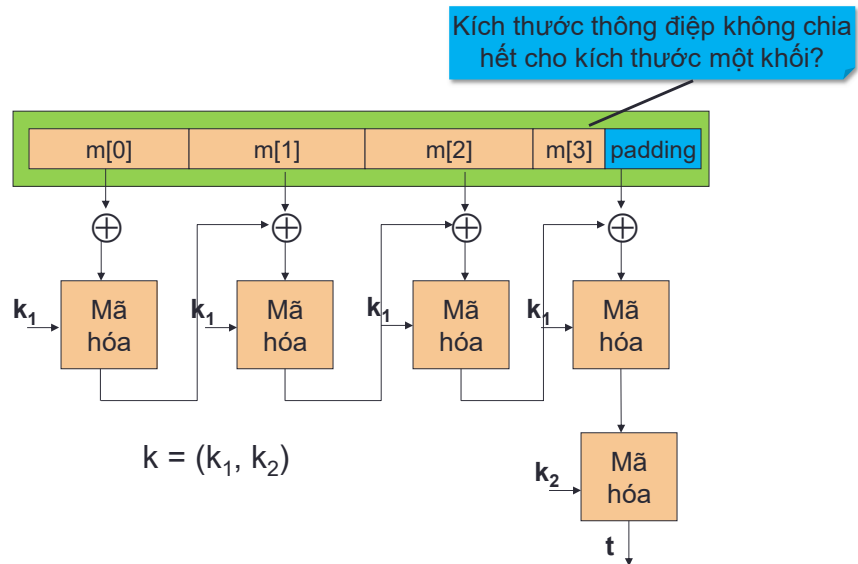 Kích thước thông điệp không chia
hết cho kích thước một khối?
m[0] m[1] m[2] m[3] padding
k₁ Mã hóa
k₁ Mã hóa
k₁ Mã hóa
k₁ Mã hóa
k = (k₁, k₂)
k₂ Mã hóa
t